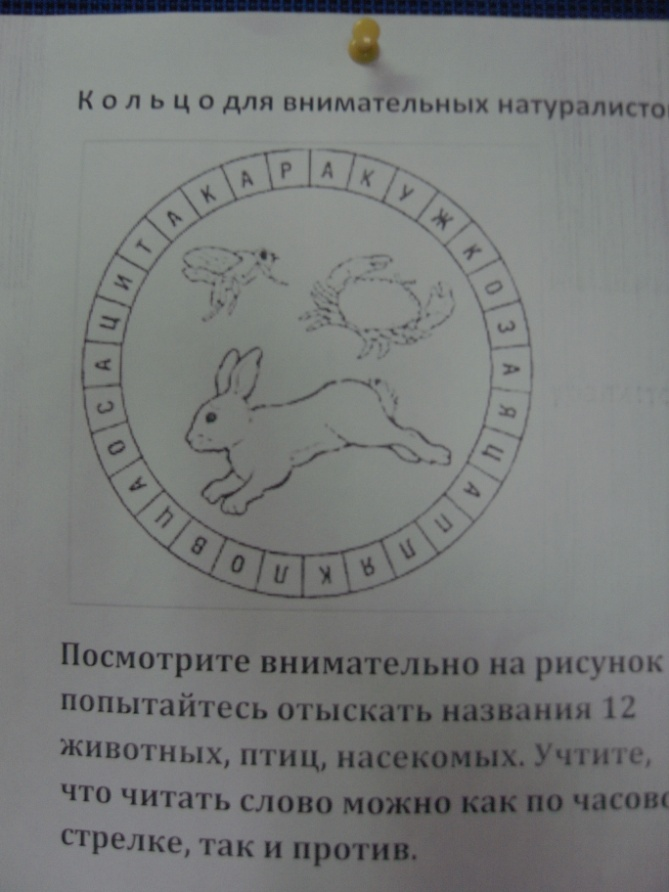 К о л ь ц о для внимательных натуралисто
А К У Ж К О З А Я Ц А П Л Я К Л О В Ц А О С А Ц И Т А К А Р
Посмотрите внимательно на рисунок
попытайтесь отыскать названия 12
животных, птиц, насекомых. Учтите,
что читать слово можно как по часово
стрелке, так и против.